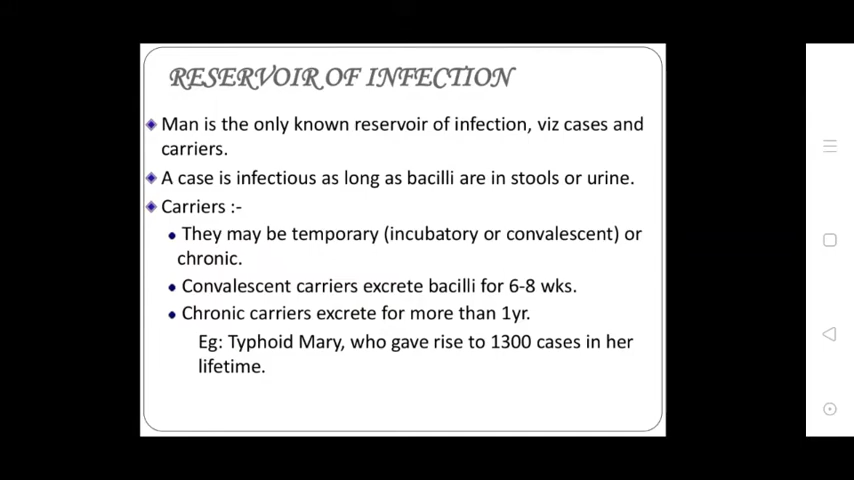 RESERVOIR OF INFECTION
Man is the only known reservoir of infection, viz cases and
carriers.
A case is infectious as long as bacilli are in stools or urine.
Carriers :-
They may be temporary (incubatory or convalescent) or
chronic.
Convalescent carriers excrete bacilli for 6-8 wks.
Chronic carriers excrete for more than 1yr.
Eg: Typhoid Mary, who gave rise to 1300 cases in her
lifetime.